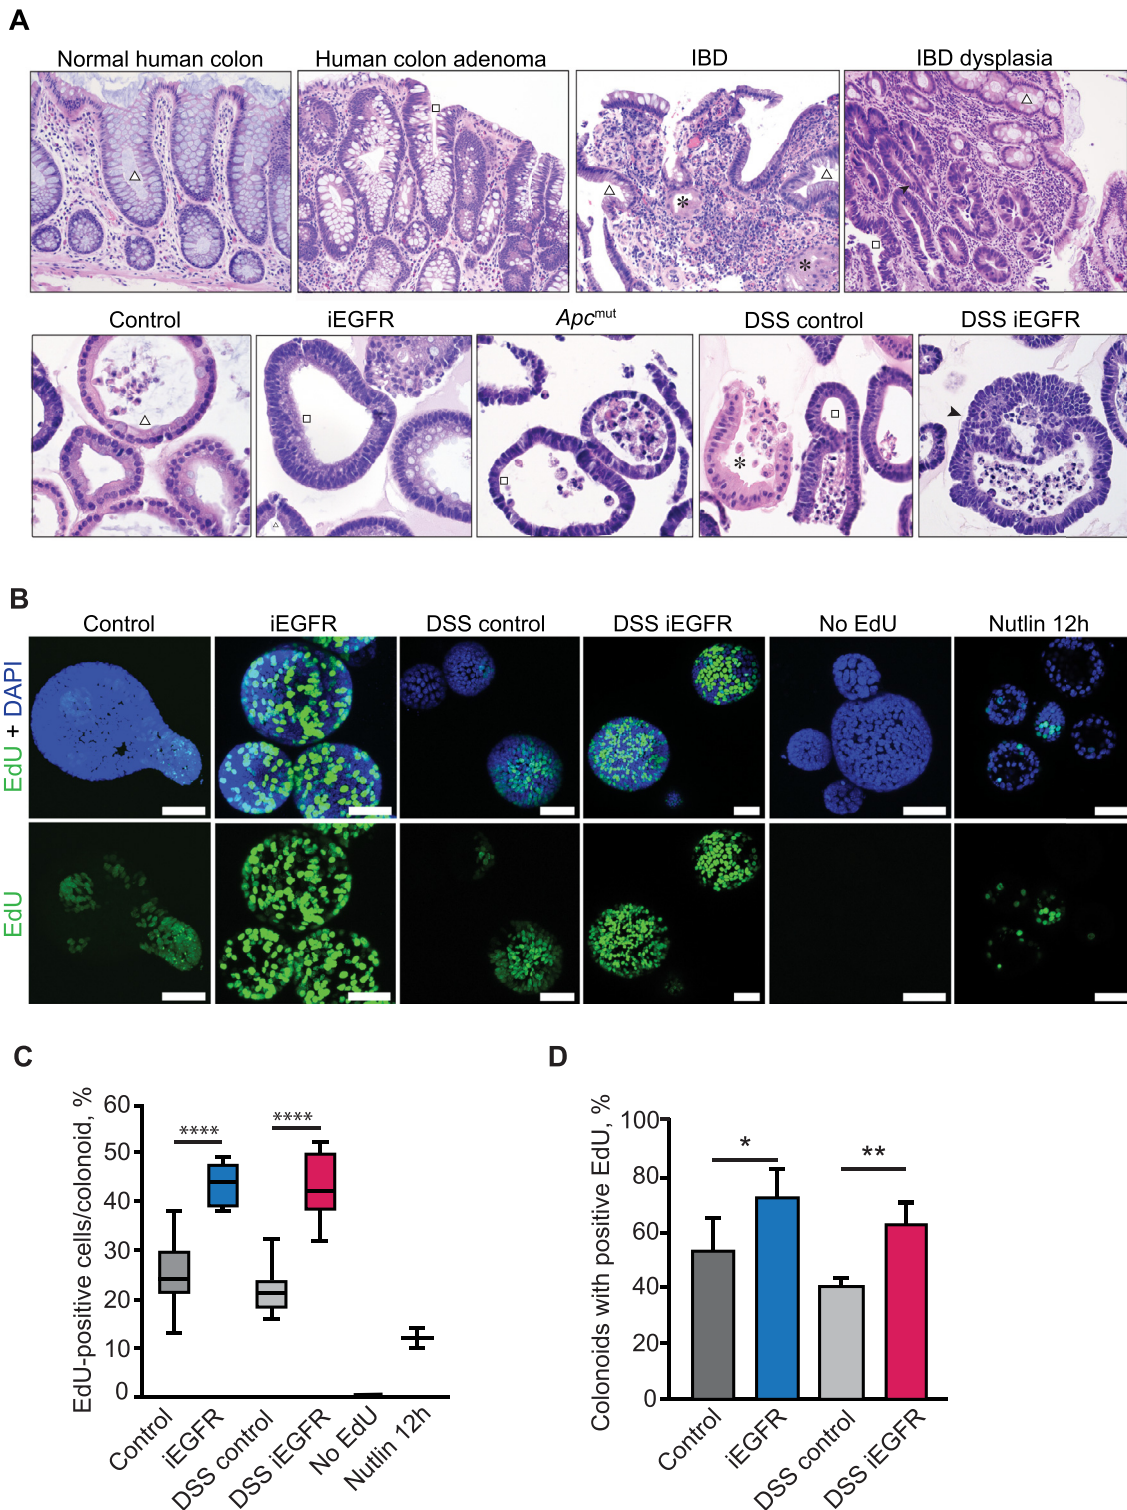 A
Normal human colon
Human colon adenoma
IBD
IBD dysplasia
*
*
Control
iEGFR
Apcmut
DSS control
DSS iEGFR
*
B
Control
iEGFR
DSS control
DSS iEGFR
No EdU
Nutlin 12h
EdU + DAPI
EdU
C
EdU-positive cells/colonoid, %
60
50
40
30
20
10
0
****
****
Control
iEGFR
DSS control
DSS iEGFR
No EdU
Nutlin 12h
D
Colonoids with positive EdU, %
100
80
60
40
20
0
*
**
Control
iEGFR
DSS control
DSS iEGFR